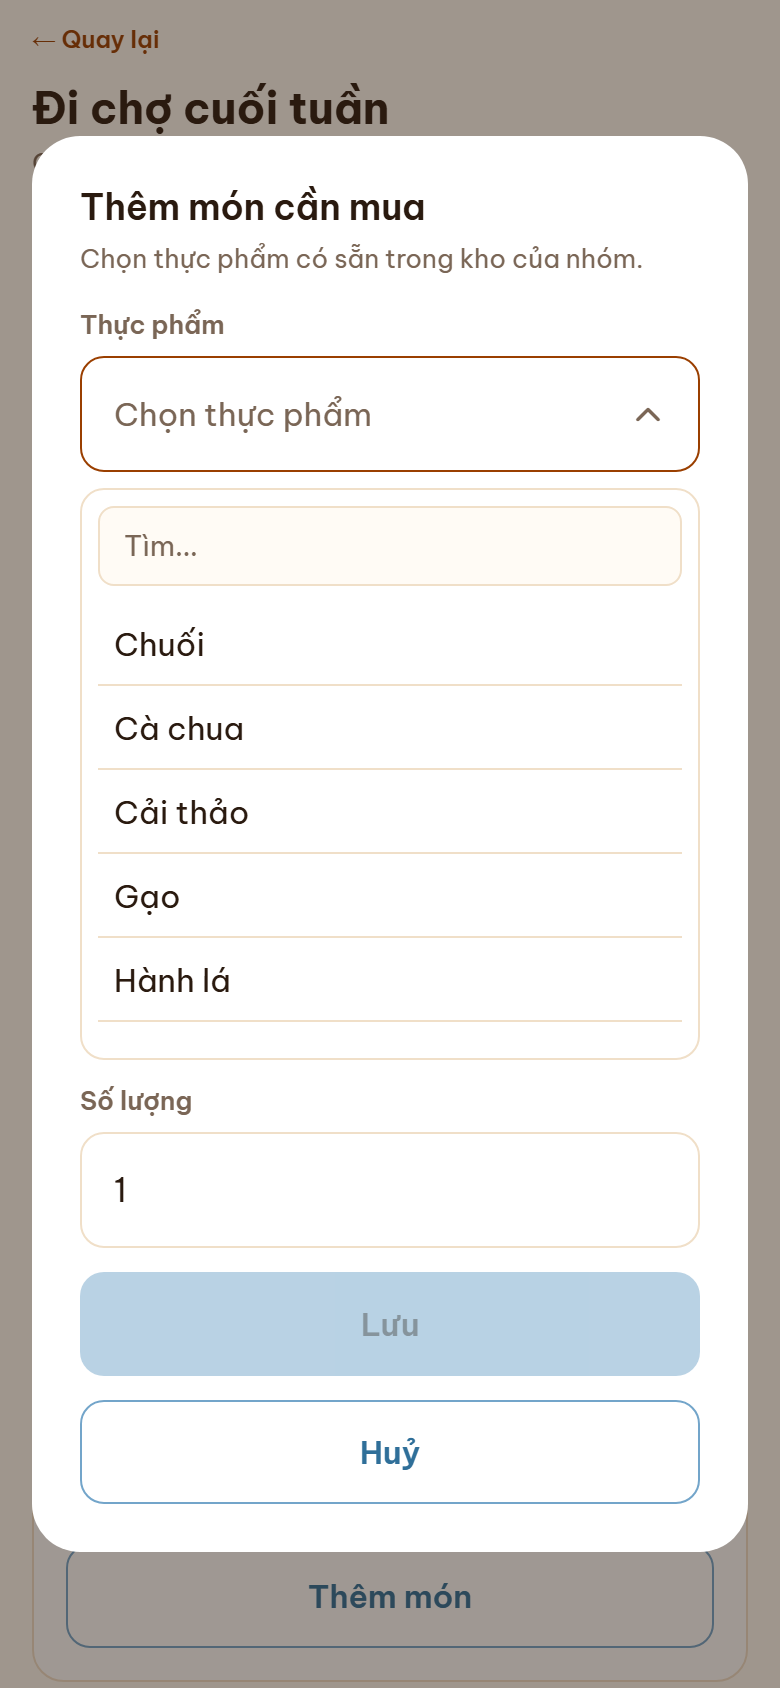 ← Quay lại
Đi chợ cuối tuần
Thêm món cần mua
Chọn thực phẩm có sẵn trong kho của nhóm.
Thực phẩm
Chọn thực phẩm
Tìm...
Chuối
Cà chua
Cải thảo
Gạo
Hành lá
Số lượng
1
Lưu
Huỷ
Thêm món